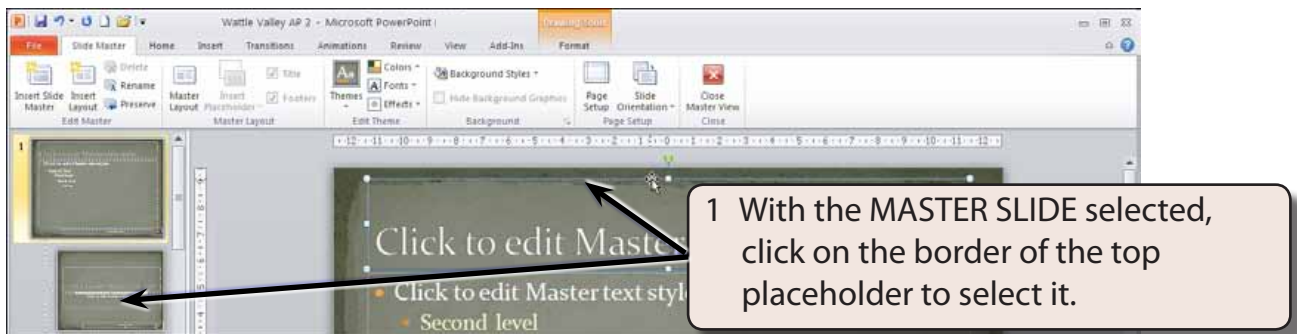 Wattle Valley AP 2 - Microsoft PowerPoint
Drawing Tools
File Slide Master Home Insert Transitions Animations Review View Add-Ins Format
Insert Slide Master
Insert Layout
Delete
Rename
Preserve
Edit Master
Master Layout
Insert Placeholder
Title
Footers
Master Layout
Themes
Colors
Fonts
Effects
Edit Theme
Background Styles
Hide Background Graphics
Background
Page Setup
Slide Orientation
Page Setup
Close Master View
Close
1
Click to edit Master
Click to edit Master text styl
Second level
1 With the MASTER SLIDE selected,
click on the border of the top
placeholder to select it.